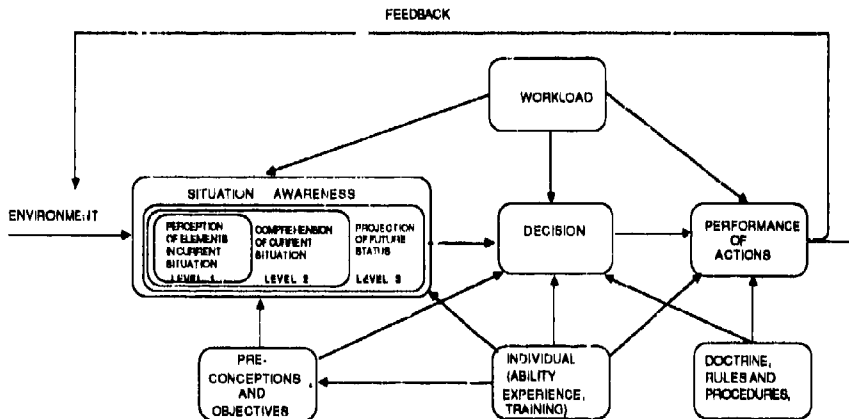 FEEDBACK
WORKLOAD
SITUATION AWARENESS
ENVIRONMENT
PERCEPTION
OF ELEMENTS
IN CURRENT
SITUATION
LEVEL 1
COMPREHENSION
OF CURRENT
SITUATION
LEVEL 2
PROJECTION
OF FUTURE
STATUS
LEVEL 3
DECISION
PERFORMANCE
OF
ACTIONS
PRE-
CONCEPTIONS
AND
OBJECTIVES
INDIVIDUAL
(ABILITY
EXPERIENCE,
TRAINING)
DOCTRINE,
RULES AND
PROCEDURES,